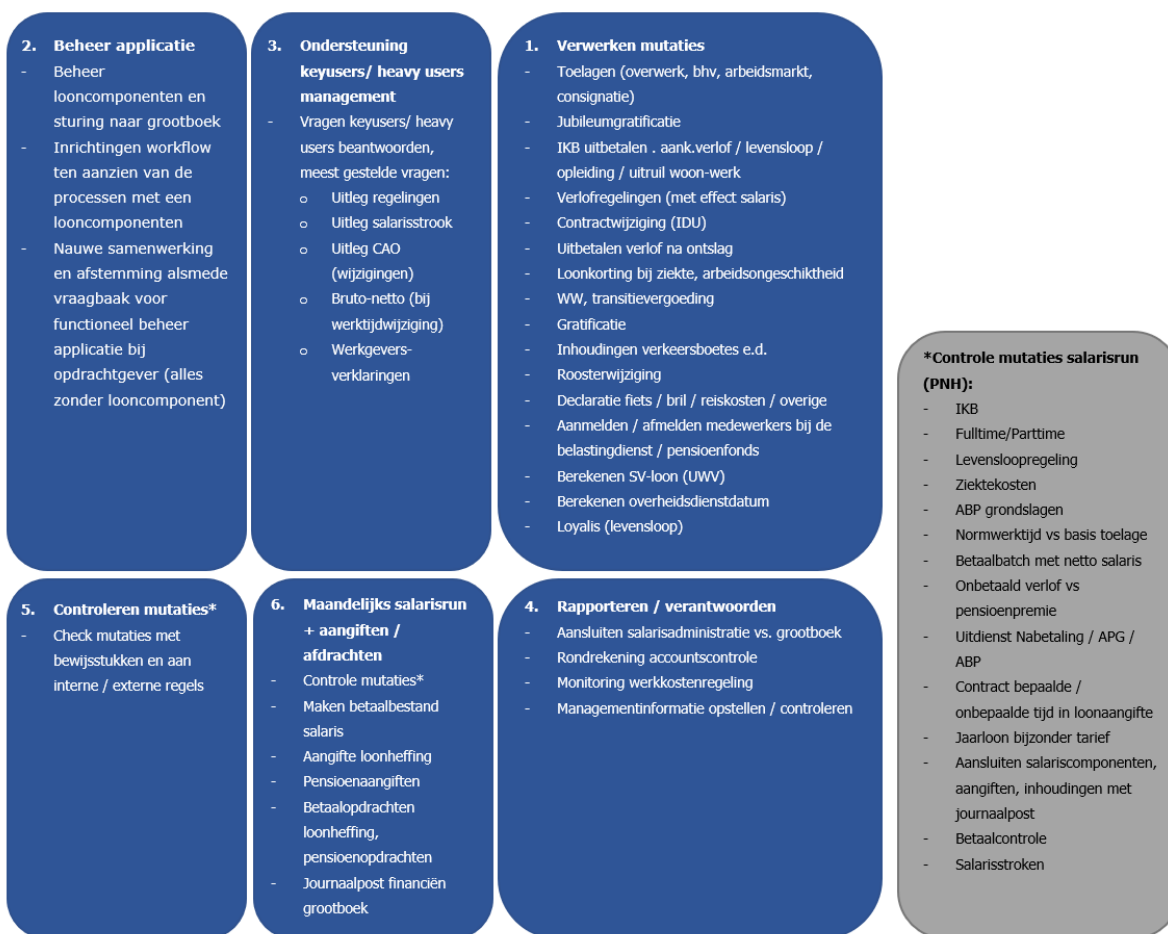 2. Beheer applicatie
- Beheer
looncomponenten en
sturing naar grootboek
- Inrichtingen workflow
ten aanzien van de
processen met een
looncomponenten
- Nauwe samenwerking
en afstemming alsmede
vraagbaak voor
functioneel beheer
applicatie bij
opdrachtgever (alles
zonder looncomponent)
3. Ondersteuning
keyusers/ heavy users
management
- Vragen keyusers/ heavy
users beantwoorden,
meest gestelde vragen:
o Uitleg regelingen
o Uitleg salarisstrook
o Uitleg CAO
(wijzigingen)
o Bruto-netto (bij
werktijdwijziging)
o Werkgevers-
verklaringen
1. Verwerken mutaties
- Toelagen (overwerk, bhv, arbeidsmarkt,
consignatie)
- Jubileumgratificatie
- IKB uitbetalen . aank.verlof / levensloop /
opleiding / uitruil woon-werk
- Verlofregelingen (met effect salaris)
- Contractwijziging (IDU)
- Uitbetalen verlof na ontslag
- Loonkorting bij ziekte, arbeidsongeschiktheid
- WW, transitievergoeding
- Gratificatie
- Inhoudingen verkeersboetes e.d.
- Roosterwijziging
- Declaratie fiets / bril / reiskosten / overige
- Aanmelden / afmelden medewerkers bij de
belastingdienst / pensioenfonds
- Berekenen SV-loon (UWV)
- Berekenen overheidsdienstdatum
- Loyalis (levensloop)
5. Controleren mutaties*
- Check mutaties met
bewijsstukken en aan
interne / externe regels
6. Maandelijks salarisrun
+ aangiften /
afdrachten
- Controle mutaties*
- Maken betaalbestand
salaris
- Aangifte loonheffing
- Pensioenaangiften
- Betaalopdrachten
loonheffing,
pensioenopdrachten
- Journaalpost financiën
grootboek
4. Rapporteren / verantwoorden
- Aansluiten salarisadministratie vs. grootboek
- Rondrekening accountscontrole
- Monitoring werkkostenregeling
- Managementinformatie opstellen / controleren
*Controle mutaties salarisrun
(PNH):
- IKB
- Fulltime/Parttime
- Levensloopregeling
- Ziektekosten
- ABP grondslagen
- Normwerktijd vs basis toelage
- Betaalbatch met netto salaris
- Onbetaald verlof vs
pensioenpremie
- Uitdienst Nabetaling / APG /
ABP
- Contract bepaalde /
onbepaalde tijd in loonaangifte
- Jaarloon bijzonder tarief
- Aansluiten salariscomponenten,
aangiften, inhoudingen met
journaalpost
- Betaalcontrole
- Salarisstroken